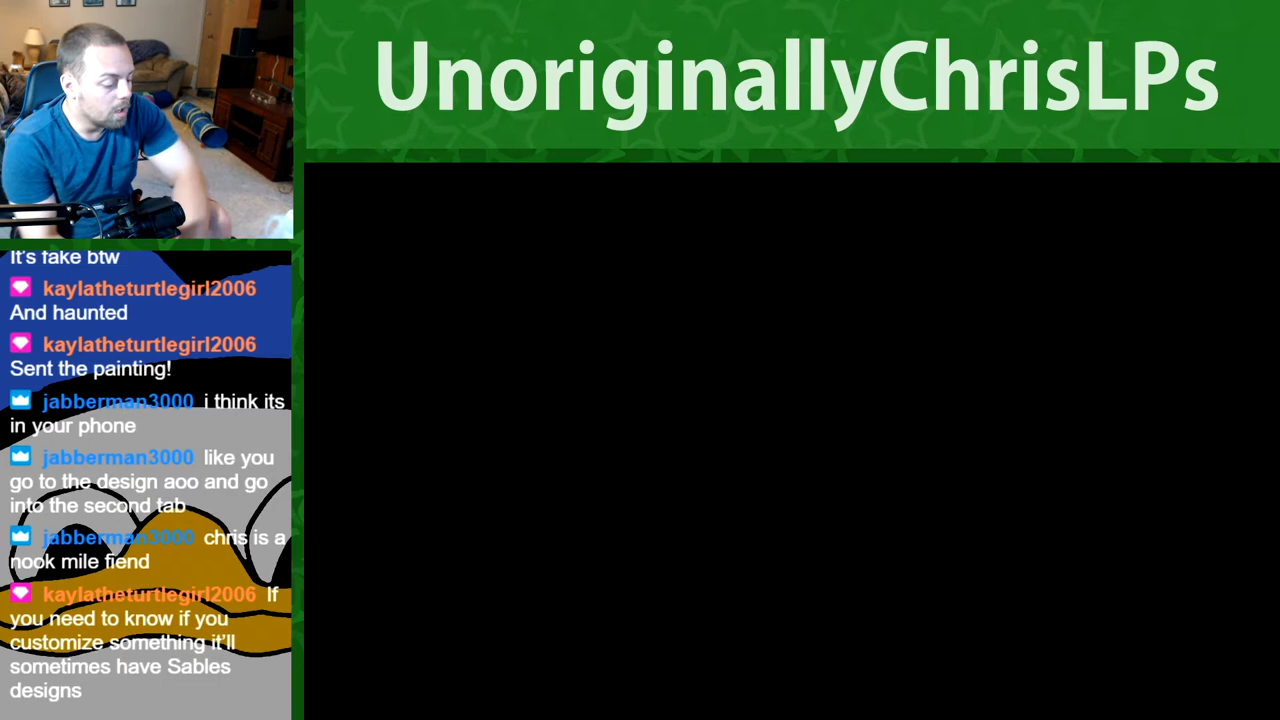 UnoriginallyChrisLPs
It's fake btw
kaylatheturtlegirl2006
And haunted
kaylatheturtlegirl2006
Sent the painting!
jabberman3000 i think its
in your phone
jabberman3000 like you
go to the design aoo and go
into the second tab
jabberman3000 chris is a
nook mile fiend
kaylatheturtlegirl2006 If
you need to know if you
customize something it'll
sometimes have Sables
designs